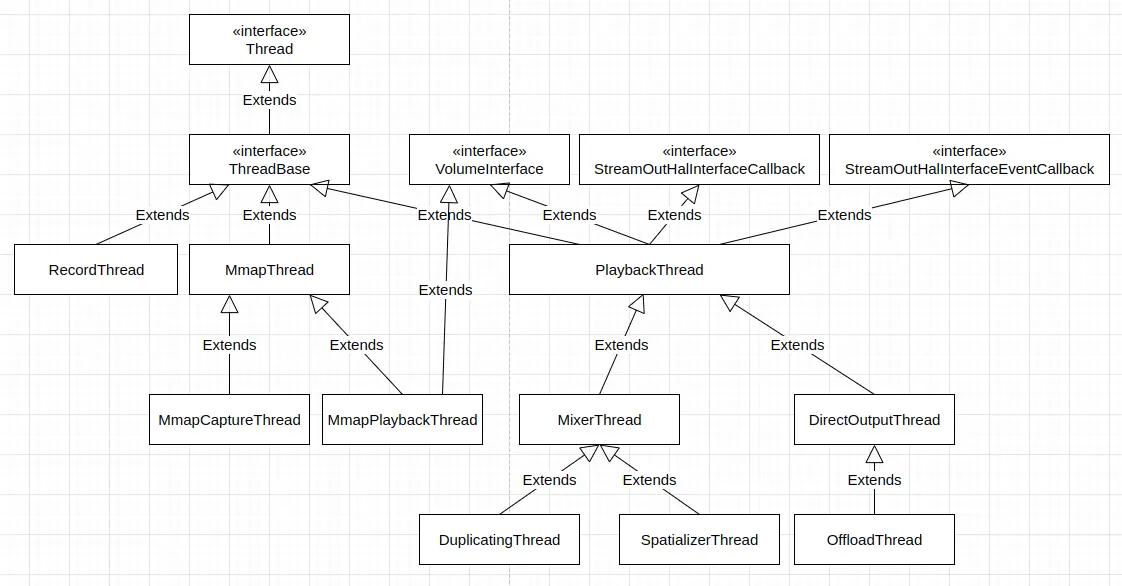 «interface»
Thread
Extends
«interface»
ThreadBase
«interface»
VolumeInterface
«interface»
StreamOutHalInterfaceCallback
«interface»
StreamOutHalInterfaceEventCallback
Extends
Extends
Extends
Extends
Extends
Extends
RecordThread
MmapThread
PlaybackThread
Extends
Extends
Extends
Extends
Extends
MmapCaptureThread
MmapPlaybackThread
MixerThread
DirectOutputThread
Extends
Extends
Extends
DuplicatingThread
SpatializerThread
OffloadThread